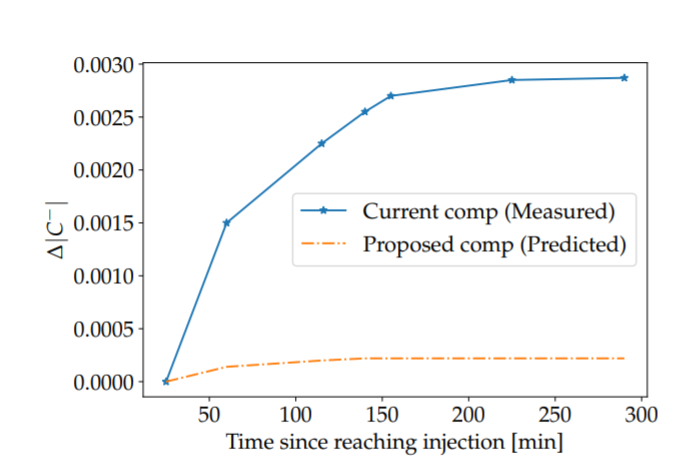 0.0030
0.0025
0.0020
0.0015
0.0010
0.0005
0.0000
Δ|C⁻|
Current comp (Measured)
Proposed comp (Predicted)
50 100 150 200 250 300
Time since reaching injection [min]